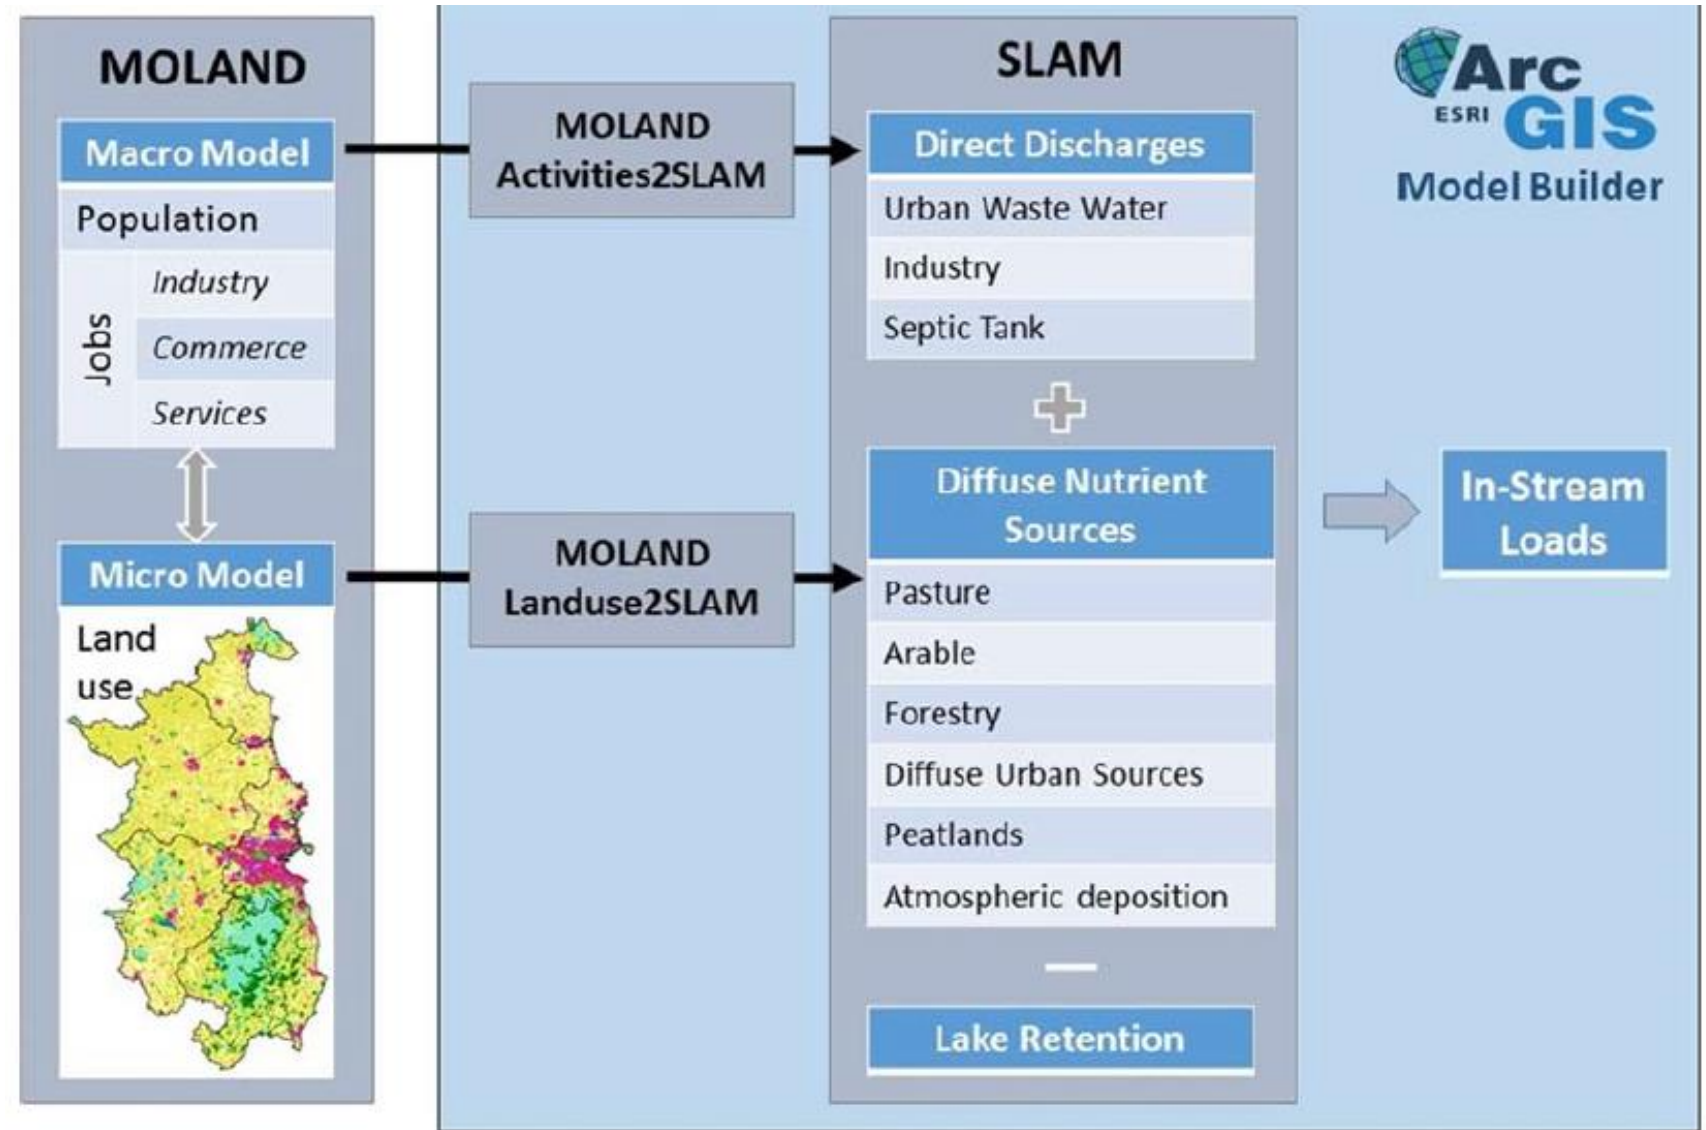 MOLAND
Macro Model
Population
Jobs
Industry
Commerce
Services
Micro Model
Land
use
MOLAND
Activities2SLAM
MOLAND
Landuse2SLAM
SLAM
Direct Discharges
Urban Waste Water
Industry
Septic Tank
+
Diffuse Nutrient
Sources
Pasture
Arable
Forestry
Diffuse Urban Sources
Peatlands
Atmospheric deposition
—
Lake Retention
Arc
ESRI GIS
Model Builder
In-Stream
Loads